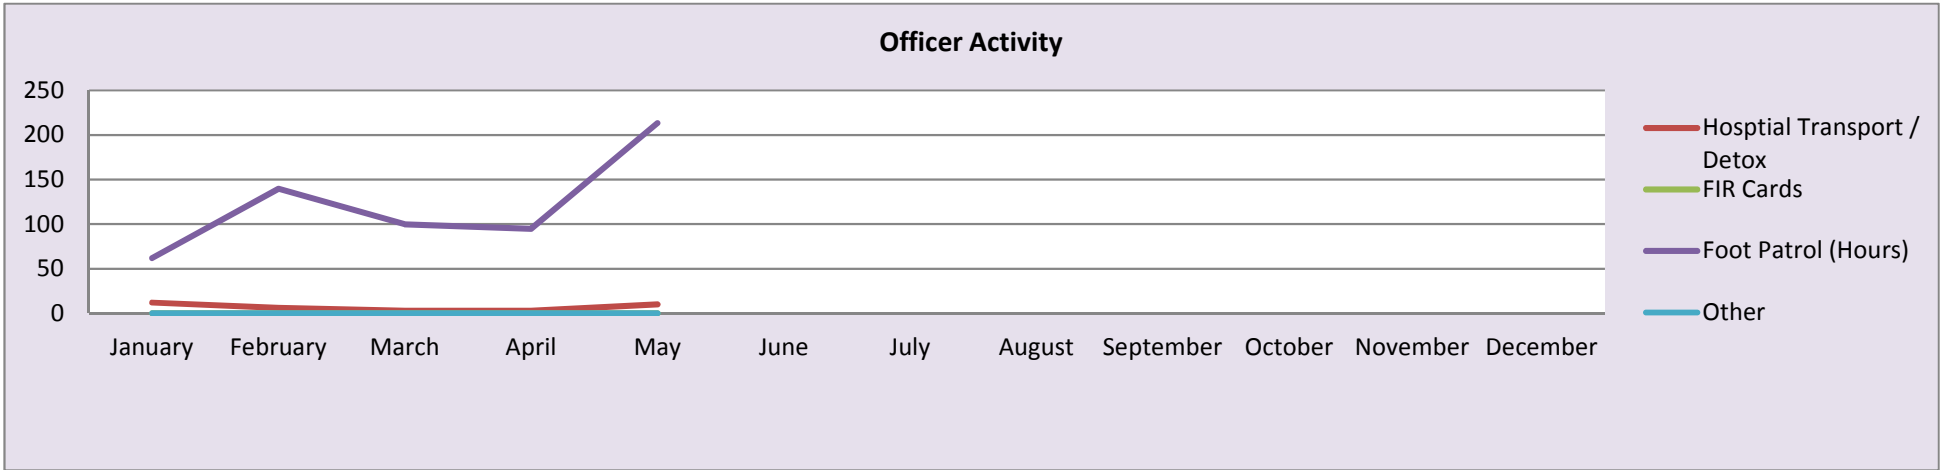 Officer Activity
250
200
150
100
50
0
January February March April May June July August September October November December
Hosptial Transport /
Detox
FIR Cards
Foot Patrol (Hours)
Other